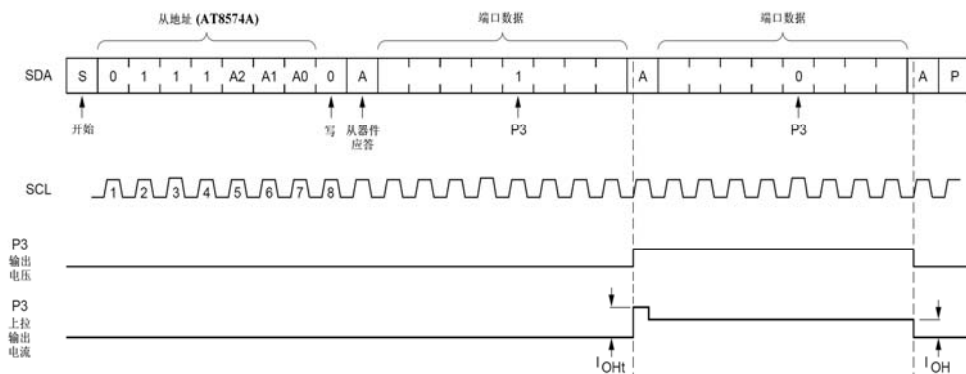 从地址 (AT8574A) 端口数据 端口数据
SDA S 0 1 1 1 A2 A1 A0 0 A 1 A 0 A P
开始 写 从器件 P3 P3
应答
SCL 1 2 3 4 5 6 7 8
P3
输出
电压
P3
上拉
输出
电流
IOHt IOH